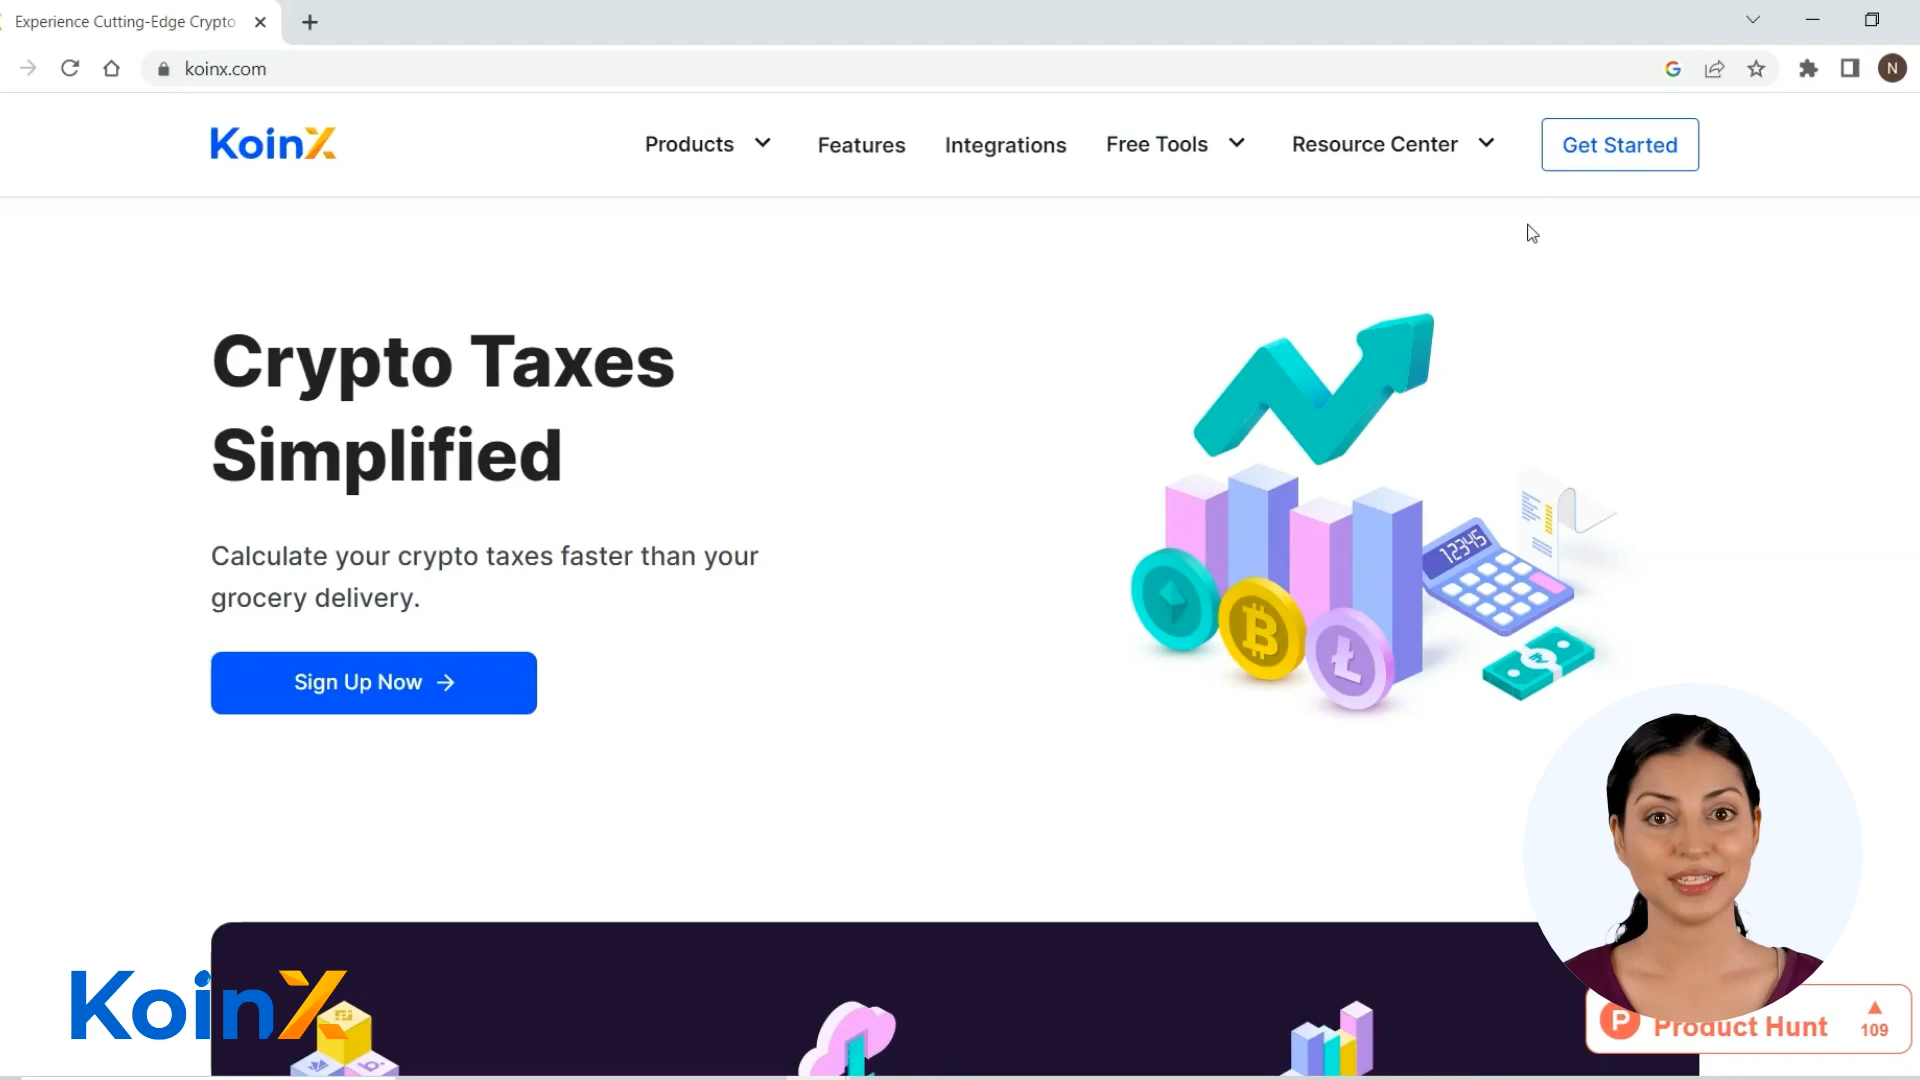 Experience Cutting-Edge Crypto
koinx.com
N
KoinX
Products
Features
Integrations
Free Tools
Resource Center
Get Started
Crypto Taxes
Simplified
Calculate your crypto taxes faster than your
grocery delivery.
Sign Up Now →
12345
KoinX
P
Product Hunt
▲
109